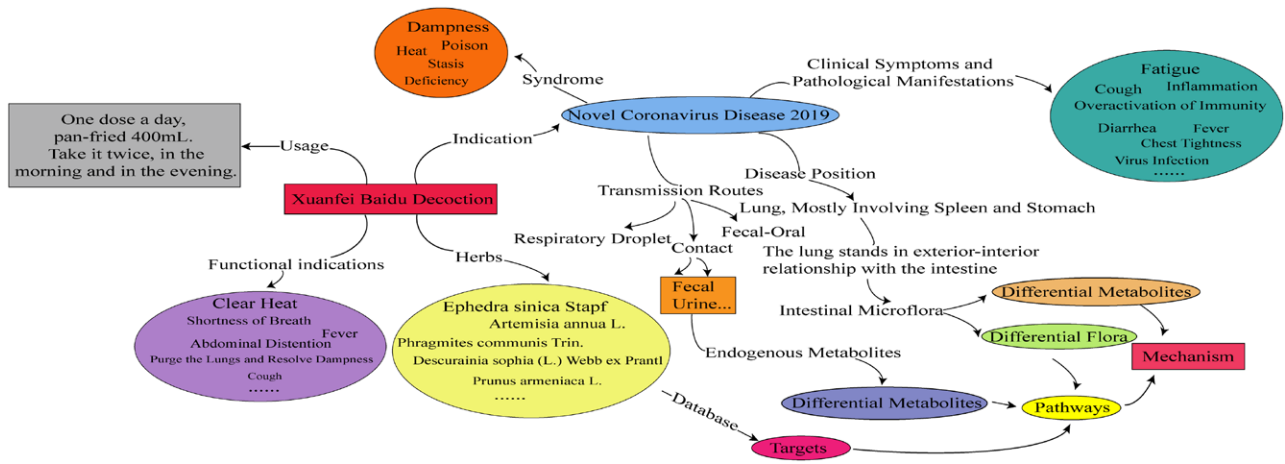 Dampness
Heat Poison
Stasis
Deficiency
Syndrome
Clinical Symptoms and
Pathological Manifestations
Fatigue
Cough Inflammation
Overactivation of Immunity
Diarrhea Fever
Chest Tightness
Virus Infection
......
Novel Coronavirus Disease 2019
One dose a day,
pan-fried 400mL.
Take it twice, in the
morning and in the evening.
Usage
Indication
Xuanfei Baidu Decoction
Transmission Routes
Disease Position
Respiratory Droplet
Contact
Fecal-Oral
Lung, Mostly Involving Spleen and Stomach
The lung stands in exterior-interior
relationship with the intestine
Functional indications
Herbs
Clear Heat
Shortness of Breath
Fever
Abdominal Distention
Purge the Lungs and Resolve Dampness
Cough
......
Ephedra sinica Stapf
Artemisia annua L.
Phragmites communis Trin.
Descurainia sophia (L.) Webb ex Prantl
Prunus armeniaca L.
......
Fecal
Urine...
Intestinal Microflora
Differential Metabolites
Differential Flora
Mechanism
Endogenous Metabolites
Differential Metabolites
Pathways
Database
Targets